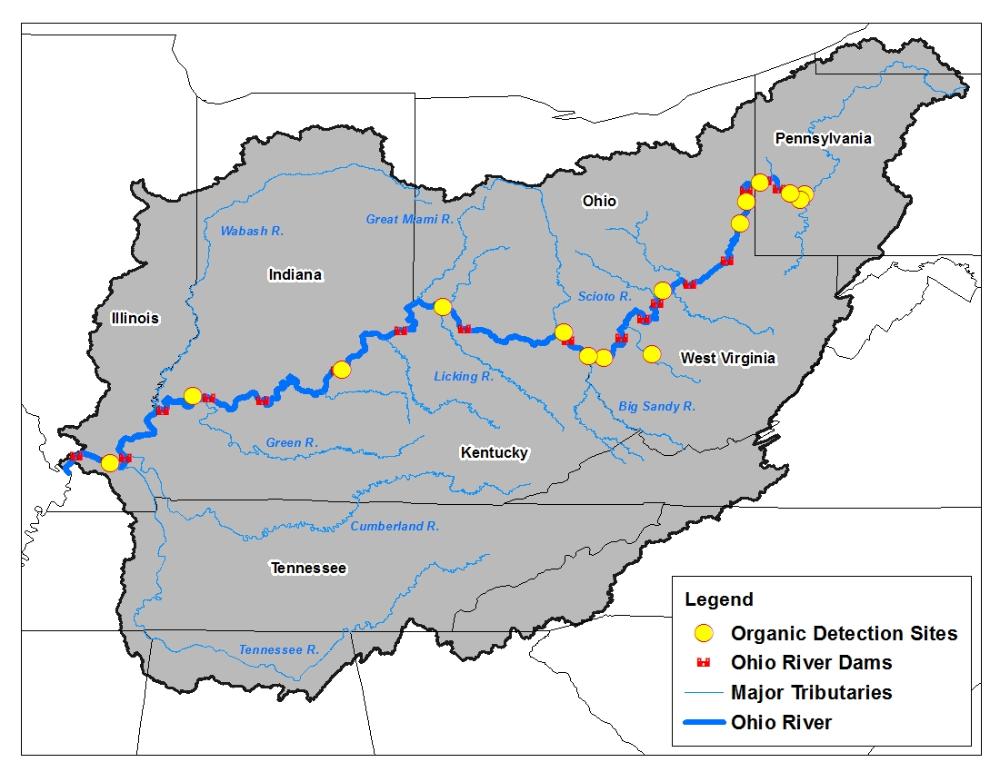 Pennsylvania
Ohio
Great Miami R.
Wabash R.
Indiana
Scioto R.
Illinois
West Virginia
Licking R.
Big Sandy R.
Green R.
Kentucky
Cumberland R.
Tennessee
Tennessee R.
Legend
Organic Detection Sites
Ohio River Dams
Major Tributaries
Ohio River